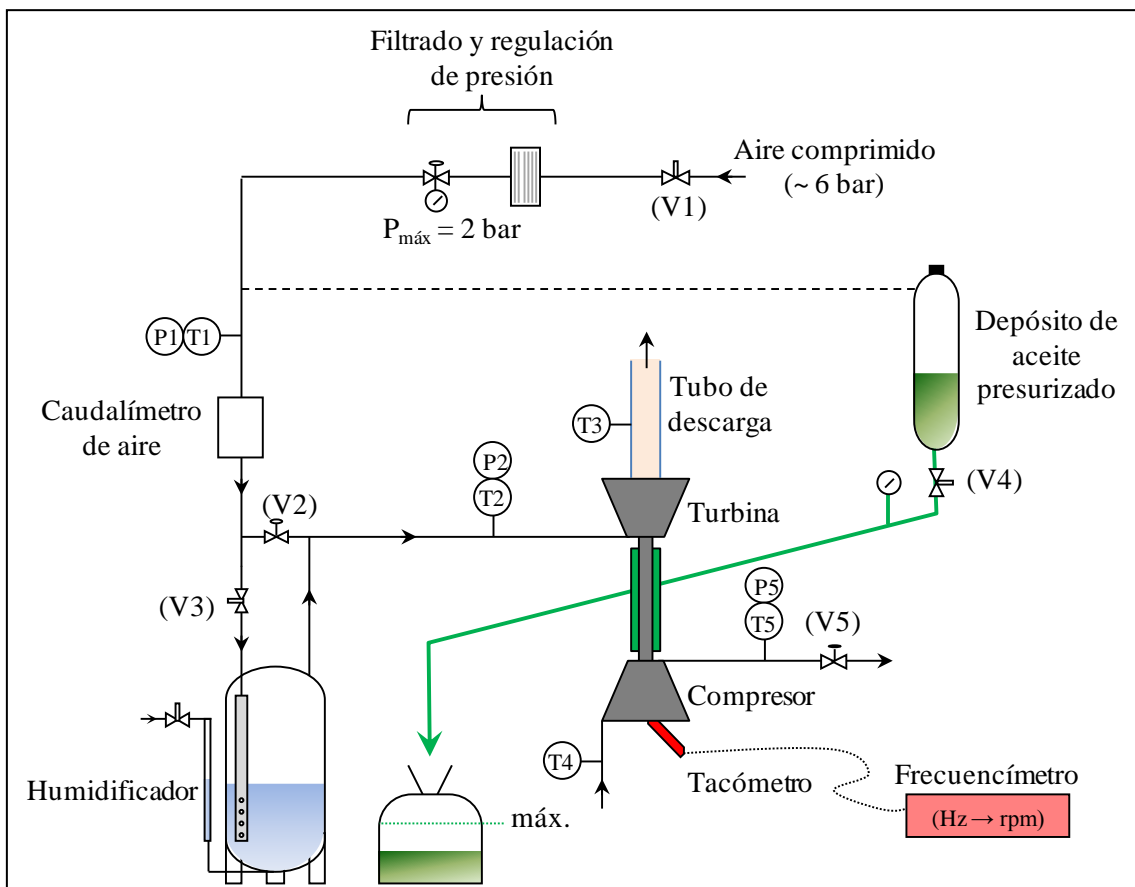 Filtrado y regulación
de presión
Aire comprimido
(~ 6 bar)
(V1)
Pmáx = 2 bar
P1
T1
Depósito de
aceite
presurizado
Tubo de
descarga
T3
Caudalímetro
de aire
P2
T2
(V4)
(V2)
Turbina
(V3)
P5
T5
(V5)
Compresor
T4
Humidificador
Tacómetro
Frecuencímetro
(Hz → rpm)
máx.